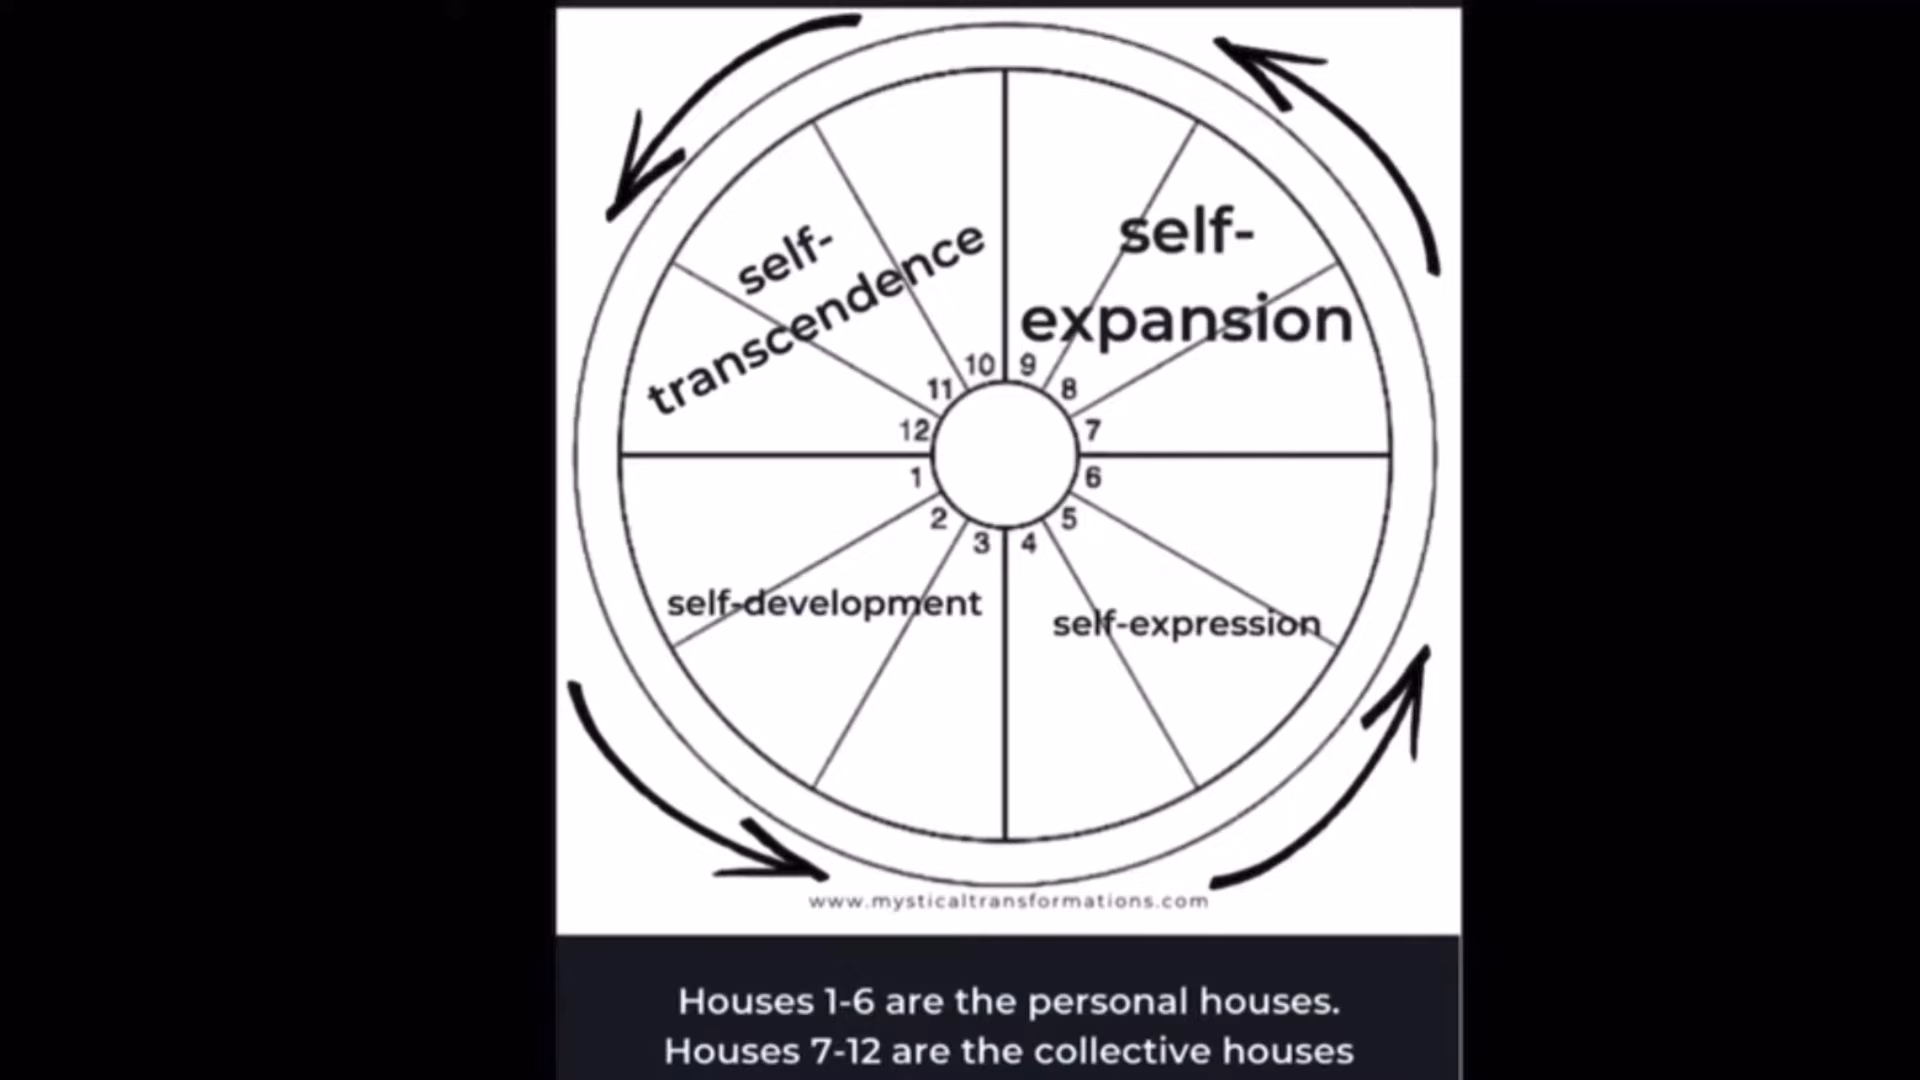 self-
transcendence
self-
expansion
10 9
11 8
12 7
1 6
2 5
3 4
self-development
self-expression
www.mysticaltransformations.com
Houses 1-6 are the personal houses.
Houses 7-12 are the collective houses